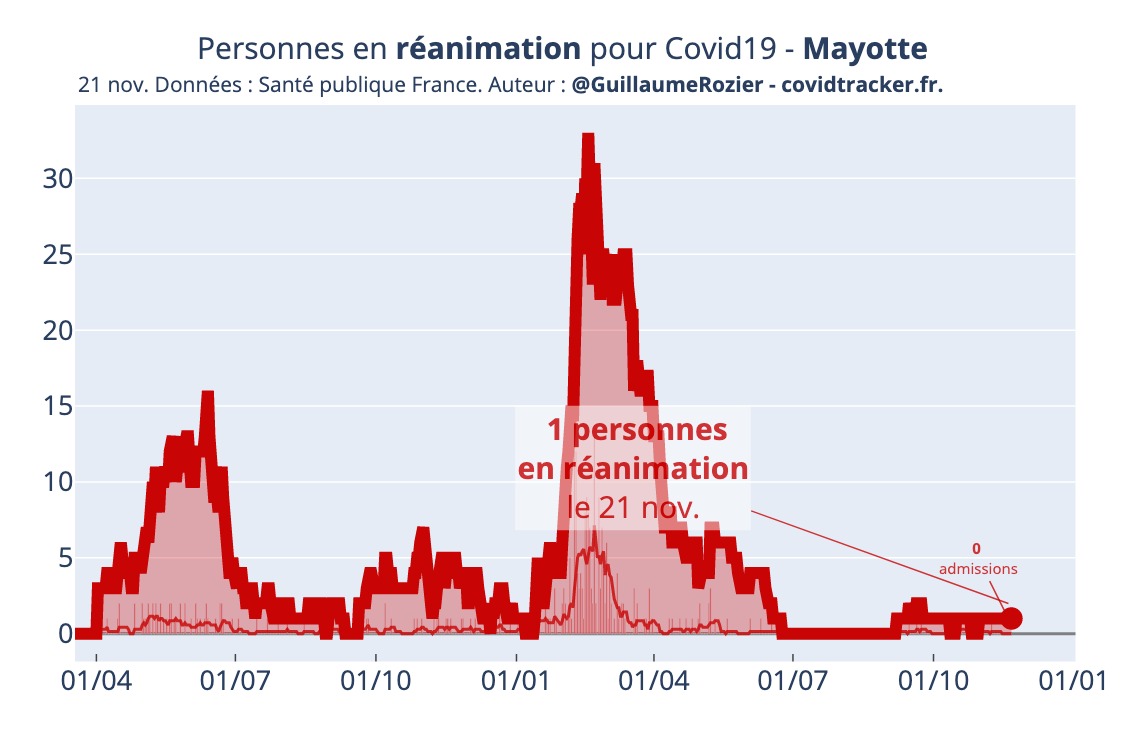 Personnes en réanimation pour Covid19 - Mayotte
21 nov. Données : Santé publique France. Auteur : @GuillaumeRozier - covidtracker.fr.
30
25
20
15
10
5
0
1 personnes
en réanimation
le 21 nov.
0
admissions
01/04
01/07
01/10
01/01
01/04
01/07
01/10
01/01